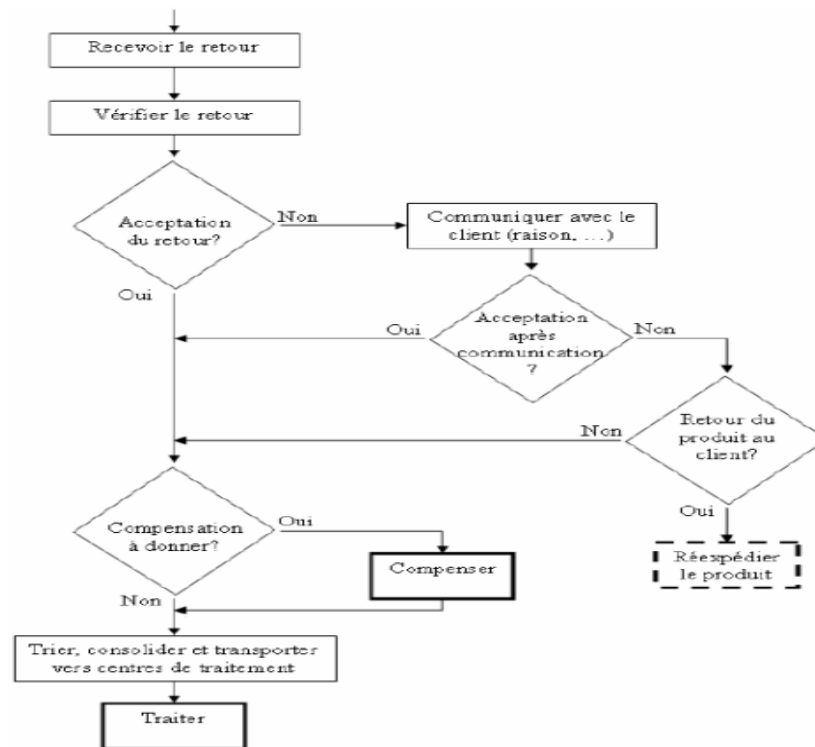 Recevoir le retour
Vérifier le retour
Acceptation
du retour?
Non
Communiquer avec le
client (raison, ...)
Oui
Oui
Acceptation
après
communication
?
Non
Retour du
produit au
client?
Non
Oui
Compensation
à donner?
Oui
Compenser
Réexpédier
le produit
Non
Trier, consolider et transporter
vers centres de traitement
Traiter